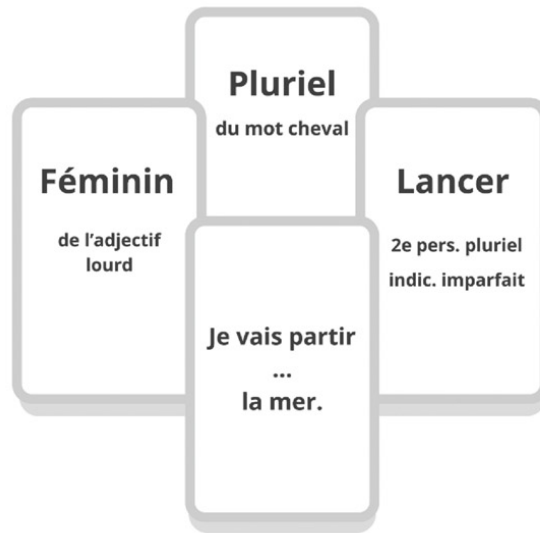 Pluriel
du mot cheval
Féminin
de l'adjectif
lourd
Lancer
2e pers. pluriel
indic. imparfait
Je vais partir
...
la mer.